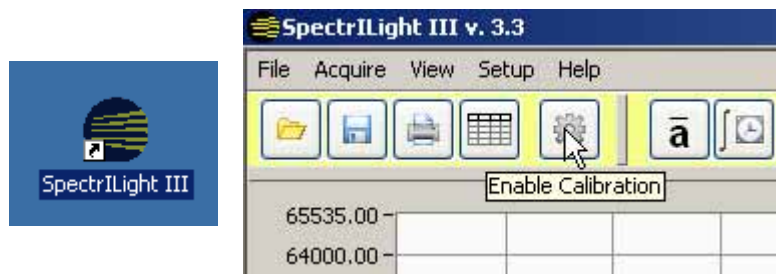 SpectrILight III
SpectrILight III v. 3.3
File Acquire View Setup Help
a
Enable Calibration
65535.00
64000.00